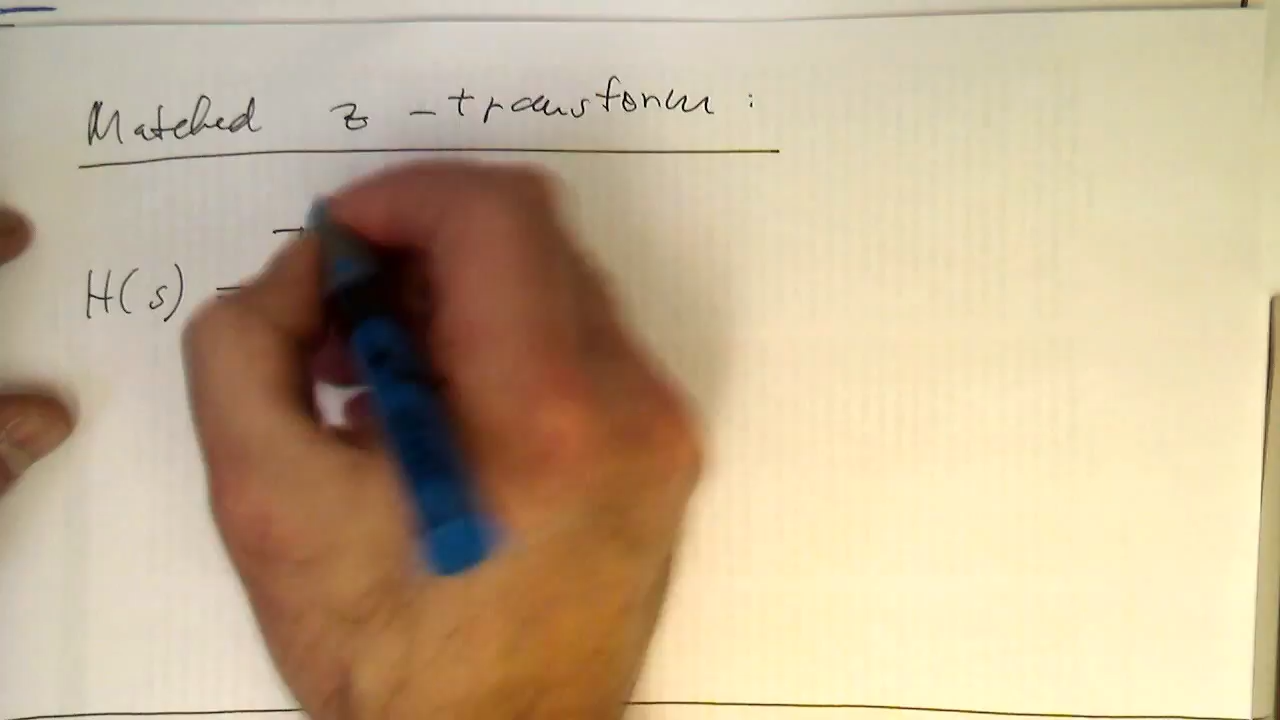 Matched z-transform:
H(s) =